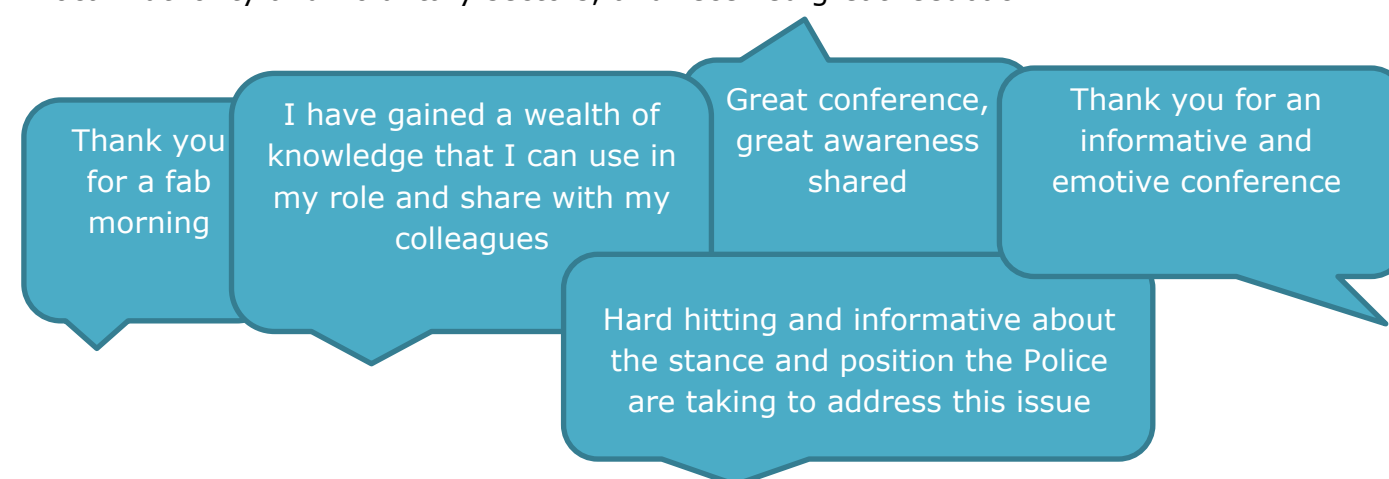 Thank you
for a fab
morning
I have gained a wealth of
knowledge that I can use in
my role and share with my
colleagues
Great conference,
great awareness
shared
Thank you for an
informative and
emotive conference
Hard hitting and informative about
the stance and position the Police
are taking to address this issue